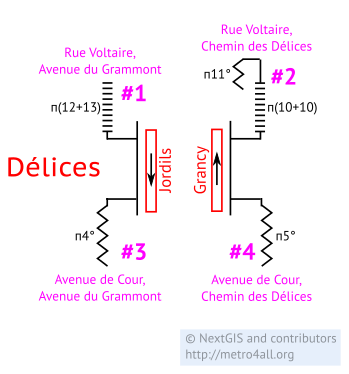 Rue Voltaire,
Chemin des Délices
Rue Voltaire,
Avenue du Grammont
п11°
#2
#1
п(12+13)
п(10+10)
Délices
Jordils
Grancy
п4°
#3
#4
п5°
Avenue de Cour,
Avenue du Grammont
Avenue de Cour,
Chemin des Délices
© NextGIS and contributors
http://metro4all.org